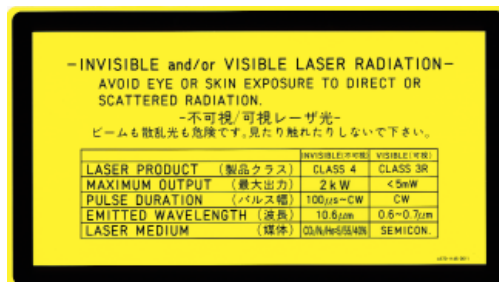 -INVISIBLE and/or VISIBLE LASER RADIATION-
AVOID EYE OR SKIN EXPOSURE TO DIRECT OR
SCATTERED RADIATION.
-不可視/可視レーザ光-
ビームも散乱光も危険です。見たり触れたりしないで下さい。
INVISIBLE(不可視) VISIBLE(可視)
LASER PRODUCT (製品クラス) CLASS 4 CLASS 3R
MAXIMUM OUTPUT (最大出力) 2kW <5mW
PULSE DURATION (パルス幅) 100μs~CW CW
EMITTED WAVELENGTH (波長) 10.6μm 0.6~0.7μm
LASER MEDIUM (媒体) CO₂/N₂/He=5/55/40% SEMICON.